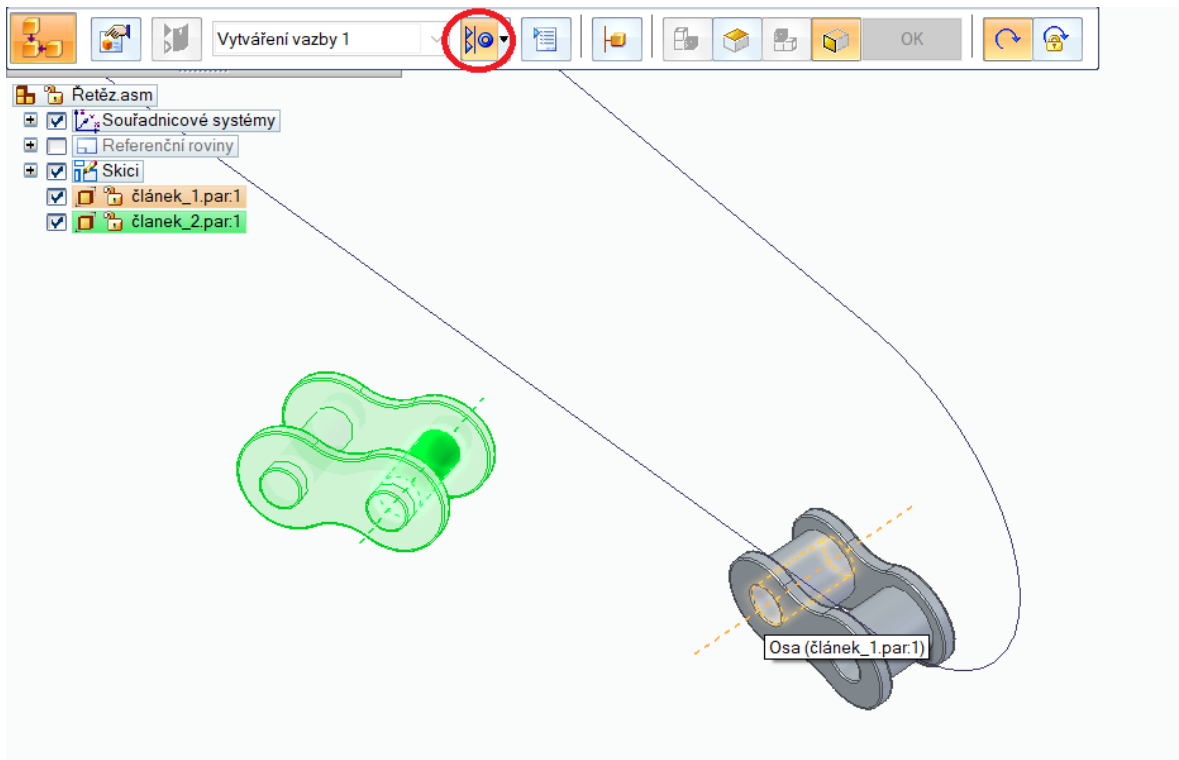 Vytváření vazby 1
OK
Řetěz.asm
Souřadnicové systémy
Referenční roviny
Skici
článek_1.par:1
članek_2.par:1
Osa (článek_1.par:1)